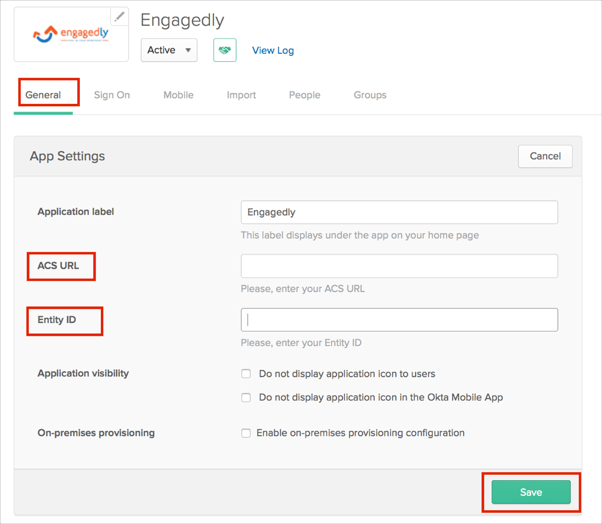 engagedly
Engagedly
Active
View Log
General
Sign On
Mobile
Import
People
Groups
App Settings
Cancel
Application label
Engagedly
This label displays under the app on your home page
ACS URL
Please, enter your ACS URL
Entity ID
Please, enter your Entity ID
Application visibility
Do not display application icon to users
Do not display application icon in the Okta Mobile App
On-premises provisioning
Enable on-premises provisioning configuration
Save